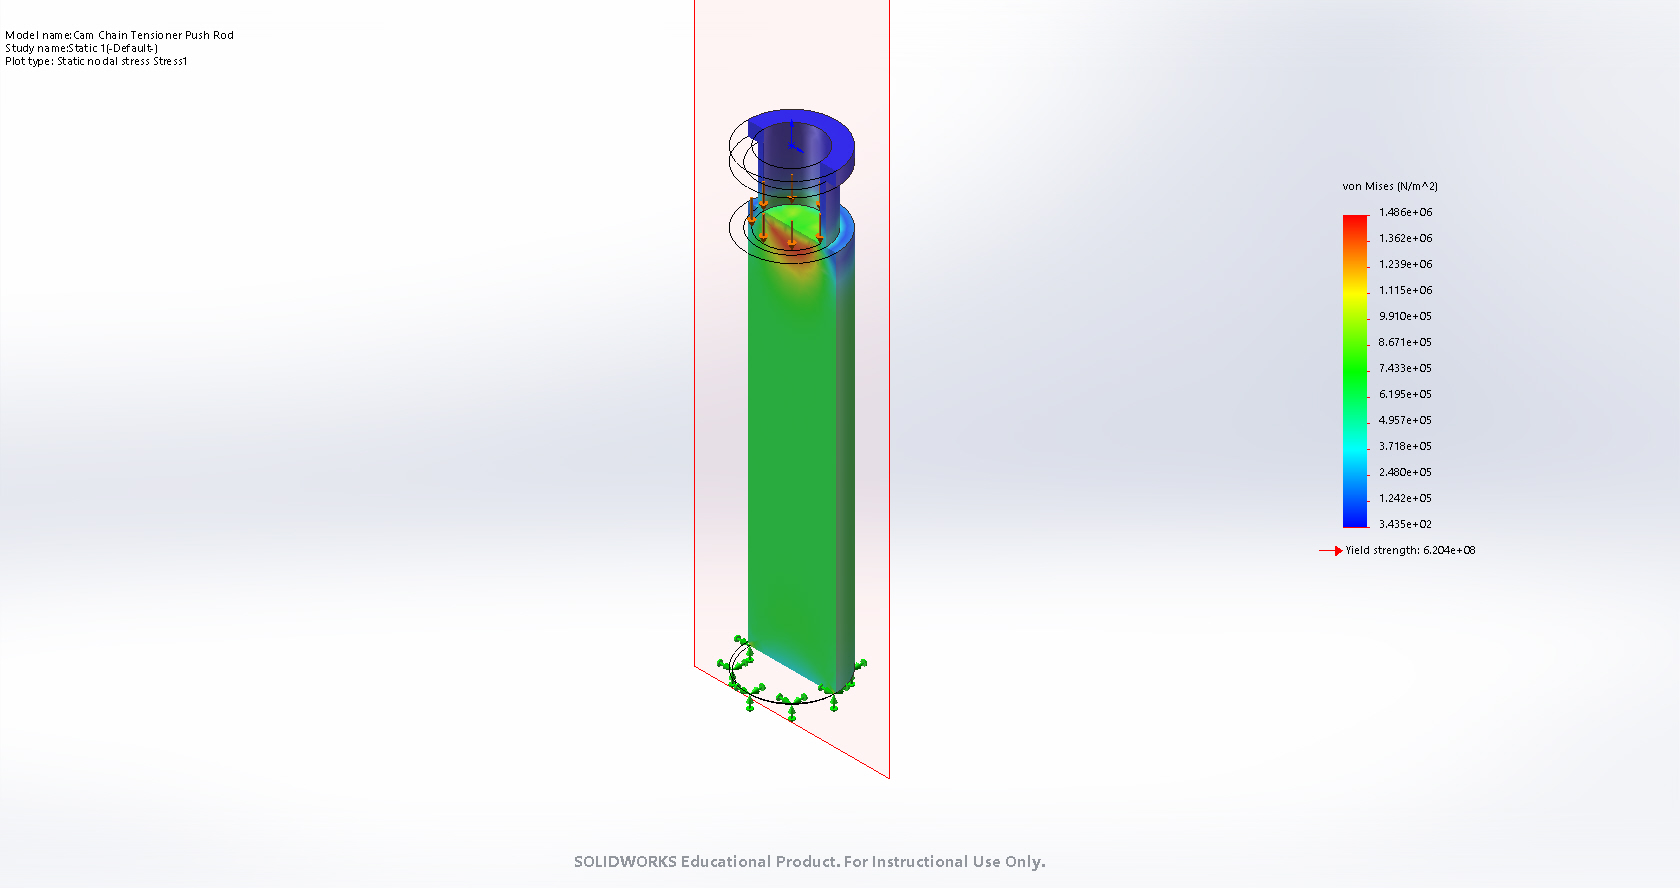 Model name:Cam Chain Tensioner Push Rod
Study name:Static 1(-Default-)
Plot type: Static nodal stress Stress1
von Mises (N/m^2)
1.486e+06
1.362e+06
1.239e+06
1.115e+06
9.910e+05
8.671e+05
7.433e+05
6.195e+05
4.957e+05
3.718e+05
2.480e+05
1.242e+05
3.435e+02
Yield strength: 6.204e+08
SOLIDWORKS Educational Product. For Instructional Use Only.